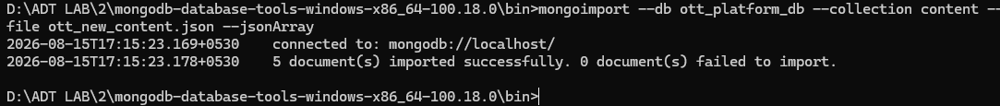 D:\ADT LAB\2\mongodb-database-tools-windows-x86_64-100.18.0\bin>mongoimport --db ott_platform_db --collection content --
file ott_new_content.json --jsonArray
2026-08-15T17:15:23.169+0530    connected to: mongodb://localhost/
2026-08-15T17:15:23.178+0530    5 document(s) imported successfully. 0 document(s) failed to import.
D:\ADT LAB\2\mongodb-database-tools-windows-x86_64-100.18.0\bin>